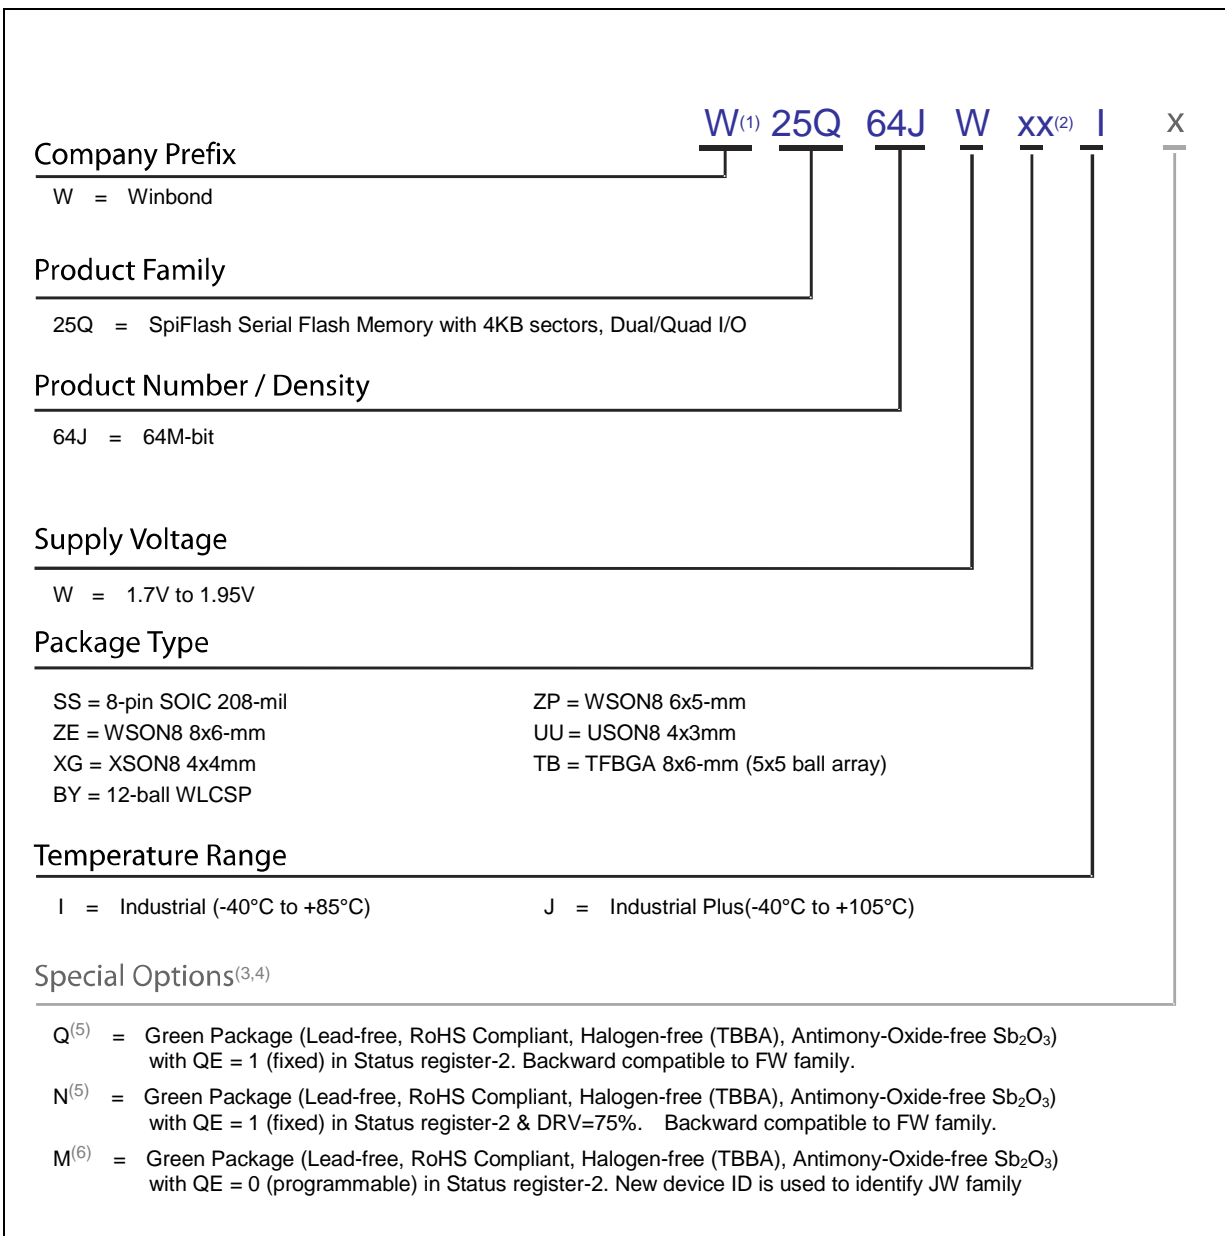 W(1) 25Q 64J W xx(2) I x
Company Prefix
W = Winbond
Product Family
25Q = SpiFlash Serial Flash Memory with 4KB sectors, Dual/Quad I/O
Product Number / Density
64J = 64M-bit
Supply Voltage
W = 1.7V to 1.95V
Package Type
SS = 8-pin SOIC 208-mil ZP = WSON8 6x5-mm
ZE = WSON8 8x6-mm UU = USON8 4x3mm
XG = XSON8 4x4mm TB = TFBGA 8x6-mm (5x5 ball array)
BY = 12-ball WLCSP
Temperature Range
I = Industrial (-40°C to +85°C) J = Industrial Plus(-40°C to +105°C)
Special Options(3,4)
Q(5) = Green Package (Lead-free, RoHS Compliant, Halogen-free (TBBA), Antimony-Oxide-free Sb₂O₃)
with QE = 1 (fixed) in Status register-2. Backward compatible to FW family.
N(5) = Green Package (Lead-free, RoHS Compliant, Halogen-free (TBBA), Antimony-Oxide-free Sb₂O₃)
with QE = 1 (fixed) in Status register-2 & DRV=75%. Backward compatible to FW family.
M(6) = Green Package (Lead-free, RoHS Compliant, Halogen-free (TBBA), Antimony-Oxide-free Sb₂O₃)
with QE = 0 (programmable) in Status register-2. New device ID is used to identify JW family